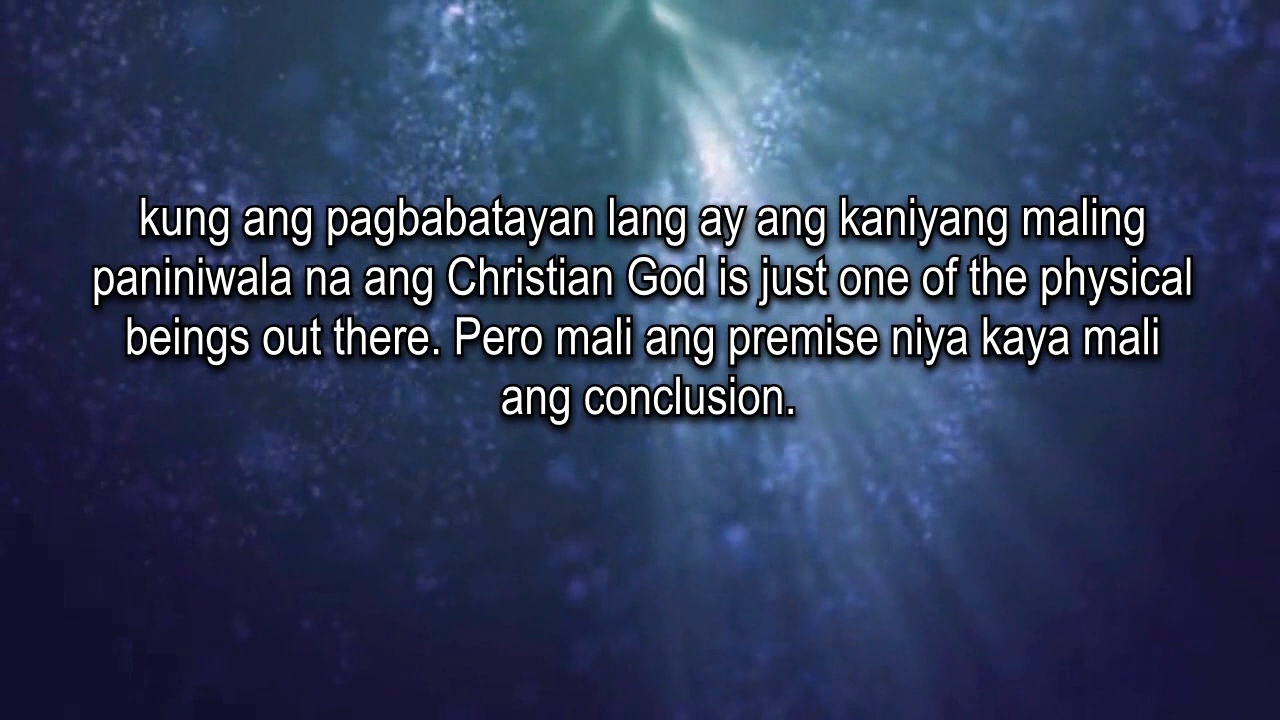 kung ang pagbabatayan lang ay ang kaniyang maling
paniniwala na ang Christian God is just one of the physical
beings out there. Pero mali ang premise niya kaya mali
ang conclusion.